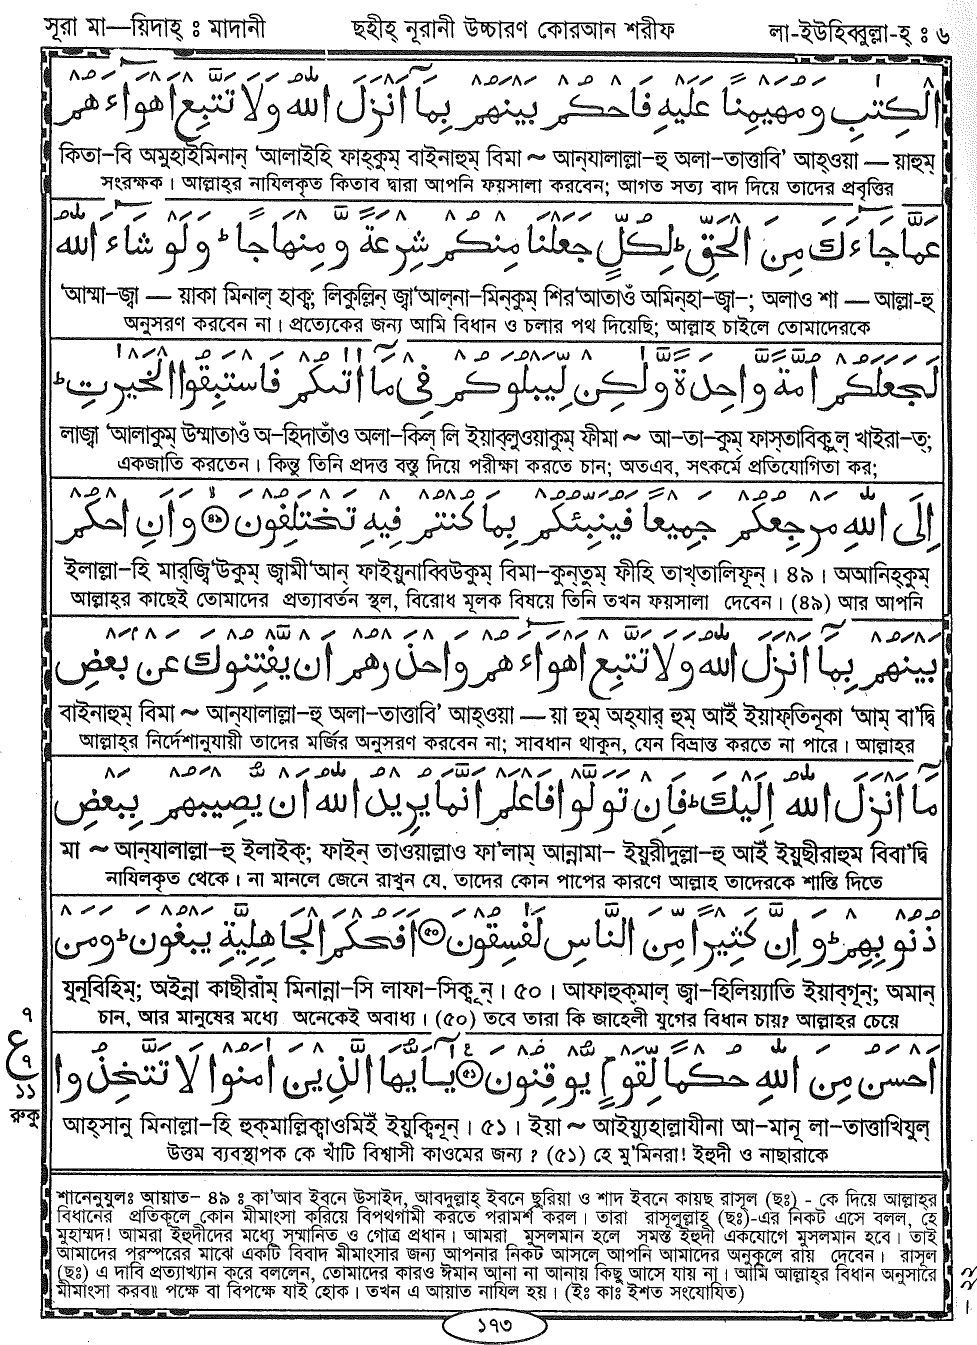 সূরা মা—য়িদাহ্ ঃ মাদানী ছহীহ্ নূরানী উচ্চারণ কোরআন শরীফ লা-ইউহিব্বুল্লা-হ্ ঃ ৬
الْكِتٰبِ وَمُهَيْمِنًا عَلَيْهِ فَاحْكُمْ بَيْنَهُمْ بِمَآ اَنْزَلَ اللّٰهُ وَلَا تَتَّبِعْ اَهْوَآءَهُمْ
কিতা-বি অমুহাইমিনান্ ‘আলাইহি ফাহ্‌কুম্ বাইনাহুম্ বিমা ~ আন্‌যালাল্লা-হু অলা-তাত্তাবি’ আহ্‌ওয়া — য়াহুম্
সংরক্ষক। আল্লাহ্‌র নাযিলকৃত কিতাব দ্বারা আপনি ফয়সালা করবেন; আগত সত্য বাদ দিয়ে তাদের প্রবৃত্তির
عَمَّا جَآءَكَ مِنَ الْحَقِّ ؕ لِكُلٍّ جَعَلْنَا مِنْكُمْ شِرْعَةً وَّمِنْهَاجًا ؕ وَلَوْ شَآءَ اللّٰهُ
‘আম্মা-জ্বা — য়াকা মিনাল্ হাক্ব; লিকুল্লিন্ জ্বা‘আল্‌না-মিন্‌কুম্ শির‘আতাওঁ অমিন্‌হা-জ্বা-; অলাও শা — আল্লা-হু
অনুসরণ করবেন না। প্রত্যেকের জন্য আমি বিধান ও চলার পথ দিয়েছি; আল্লাহ চাইলে তোমাদেরকে
لَجَعَلَكُمْ اُمَّةً وَّاحِدَةً وَّلٰكِنْ لِّيَبْلُوَكُمْ فِيْ مَآ اٰتٰىكُمْ فَاسْتَبِقُوا الْخَيْرٰتِ ؕ
লাজ্বা ‘আলাকুম্ উম্মাতাওঁ অ-হিদাতাঁও অলা-কিল্ লি ইয়াব্‌লুওয়াকুম্ ফীমা ~ আ-তা-কুম্ ফাস্‌তাবিকুল্ খাইরা-ত্;
একজাতি করতেন। কিন্তু তিনি প্রদত্ত বস্তু দিয়ে পরীক্ষা করতে চান; অতএব, সৎকর্মে প্রতিযোগিতা কর;
اِلَى اللّٰهِ مَرْجِعُكُمْ جَمِيْعًا فَيُنَبِّئُكُمْ بِمَا كُنْتُمْ فِيْهِ تَخْتَلِفُوْنَ ۝٤٩ وَاَنِ احْكُمْ
ইলাল্লা-হি মার্‌জ্বি‘উকুম্ জ্বামী‘আন্ ফাইয়ুনাব্বিউকুম্ বিমা-কুন্‌তুম্ ফীহি তাখ্‌তালিফূন্। ৪৯। অআনিহ্‌কুম্
আল্লাহ্‌র কাছেই তোমাদের প্রত্যাবর্তন স্থল, বিরোধ মূলক বিষয়ে তিনি তখন ফয়সালা দেবেন। (৪৯) আর আপনি
بَيْنَهُمْ بِمَآ اَنْزَلَ اللّٰهُ وَلَا تَتَّبِعْ اَهْوَآءَهُمْ وَاحْذَرْهُمْ اَنْ يَّفْتِنُوْكَ عَنْ بَعْضِ
বাইনাহুম্ বিমা ~ আন্‌যালাল্লা-হু অলা-তাত্তাবি’ আহ্‌ওয়া — য়া হুম্ অহ্‌যার্ হুম্ আইঁ ইয়াফ্‌তিনূকা ‘আম্ বা’দ্বি
আল্লাহ্‌র নির্দেশানুযায়ী তাদের মর্জির অনুসরণ করবেন না; সাবধান থাকুন, যেন বিভ্রান্ত করতে না পারে। আল্লাহ্‌র
مَآ اَنْزَلَ اللّٰهُ اِلَيْكَ ؕ فَاِنْ تَوَلَّوْا فَاعْلَمْ اَنَّمَا يُرِيْدُ اللّٰهُ اَنْ يُّصِيْبَهُمْ بِبَعْضِ
মা ~ আন্‌যালাল্লা-হু ইলাইক্; ফাইন্ তাওয়াল্লাও ফা’লাম্ আন্নামা- ইয়ুরীদুল্লা-হু আইঁ ইয়ুছীরাহুম বিবা’দ্বি
নাযিলকৃত থেকে। না মানলে জেনে রাখুন যে, তাদের কোন পাপের কারণে আল্লাহ তাদেরকে শাস্তি দিতে
ذُنُوْبِهِمْ ؕ وَاِنَّ كَثِيْرًا مِّنَ النَّاسِ لَفٰسِقُوْنَ ۝٥٠ اَفَحُكْمَ الْجَاهِلِيَّةِ يَبْغُوْنَ ؕ وَمَنْ
যুনূবিহিম্; অইন্না কাছীরাঁম্ মিনান্না-সি লাফা-সিক্বূন্। ৫০। আফাহুক্‌মাল্ জ্বা-হিলিয়্যাতি ইয়াব্‌গূন্; অমান্
চান, আর মানুষের মধ্যে অনেকেই অবাধ্য। (৫০) তবে তারা কি জাহেলী যুগের বিধান চায়? আল্লাহ্‌র চেয়ে
اَحْسَنُ مِنَ اللّٰهِ حُكْمًا لِّقَوْمٍ يُّوْقِنُوْنَ ۝٥١ يٰٓاَيُّهَا الَّذِيْنَ اٰمَنُوْا لَا تَتَّخِذُوا
৭
ع
৭
১১
রুকু
আহ্‌সানু মিনাল্লা-হি হুক্‌মাল্লিক্বাওমিইঁ ইয়ুক্বিনূন্। ৫১। ইয়া ~ আইয়্যুহাল্লাযীনা আ-মানূ লা-তাত্তাখিযুল্
উত্তম ব্যবস্থাপক কে খাঁটি বিশ্বাসী কাওমের জন্য? (৫১) হে মু’মিনরা! ইহুদী ও নাছারাকে
শানেনুযুলঃ আয়াত- ৪৯ ঃ কা‘আব ইবনে উসাইদ, আবদুল্লাহ্ ইবনে ছুরিয়া ও শাদ ইবনে কায়ছ রাসূল (ছঃ) - কে দিয়ে আল্লাহ্‌র
বিধানের প্রতিকূলে কোন মীমাংসা করিয়ে বিপথগামী করতে পরামর্শ করল। তারা রাসূলুল্লাহ্ (ছঃ)-এর নিকট এসে বলল, হে
মুহাম্মদ! আমরা ইহুদীদের মধ্যে সম্মানিত ও গোত্র প্রধান। আমরা মুসলমান হলে সমস্ত ইহুদী একযোগে মুসলমান হবে। তাই
আমাদের পরস্পরের মাঝে একটি বিবাদ মীমাংসার জন্য আপনার নিকট আসলে আপনি আমাদের অনুকূলে রায় দেবেন। রাসূল
(ছঃ) এ দাবি প্রত্যাখ্যান করে বললেন, তোমাদের কারও ঈমান আনা না আনায় কিছু আসে যায় না। আমি আল্লাহ্‌র বিধান অনুসারে
মীমাংসা করব॥ পক্ষে বা বিপক্ষে যাই হোক। তখন এ আয়াত নাযিল হয়। (ইঃ কাঃ ইশত সংযোযিত)
১৭৩